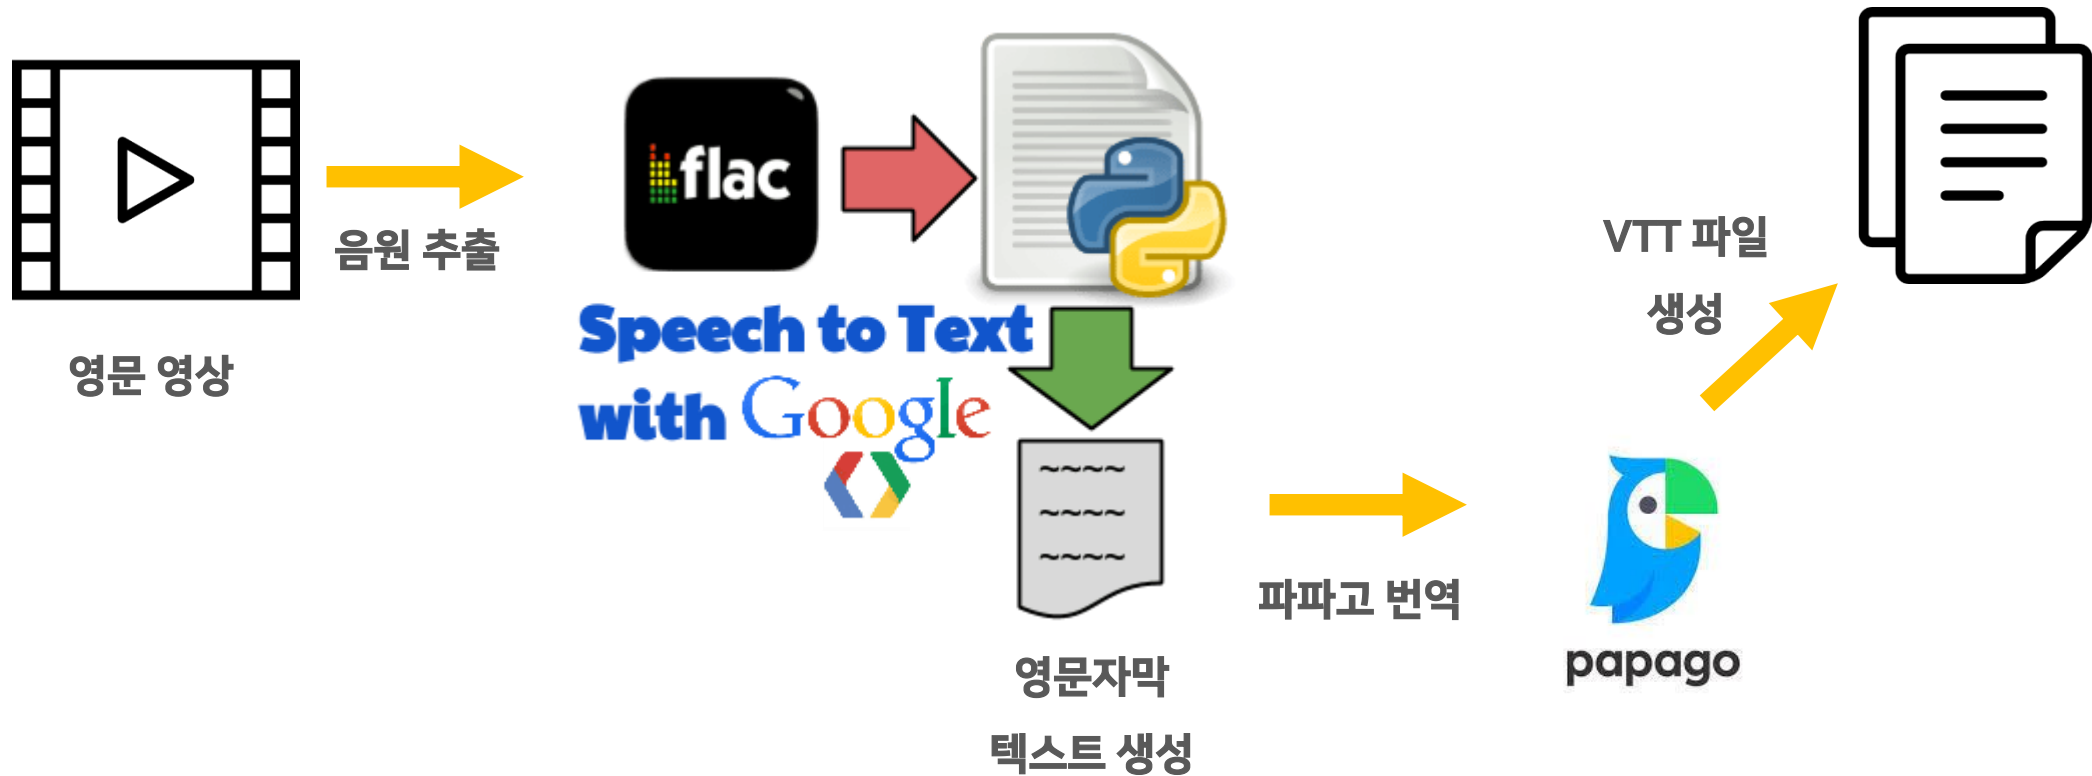 영문 영상
음원 추출
flac
Speech to Text
with Google
~~~~
~~~~
~~~~
영문자막
텍스트 생성
파파고 번역
papago
VTT 파일
생성